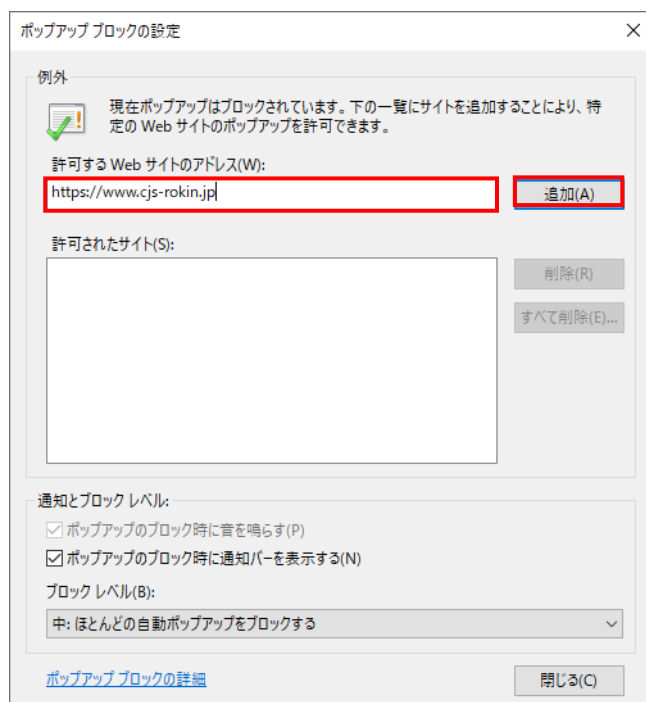 ポップアップ ブロックの設定
例外
現在ポップアップはブロックされています。下の一覧にサイトを追加することにより、特
定の Web サイトのポップアップを許可できます。
許可する Web サイトのアドレス(W):
https://www.cjs-rokin.jp
追加(A)
許可されたサイト(S):
削除(R)
すべて削除(E)...
通知とブロック レベル:
ポップアップのブロック時に音を鳴らす(P)
ポップアップのブロック時に通知バーを表示する(N)
ブロック レベル(B):
中: ほとんどの自動ポップアップをブロックする
ポップアップ ブロックの詳細
閉じる(C)